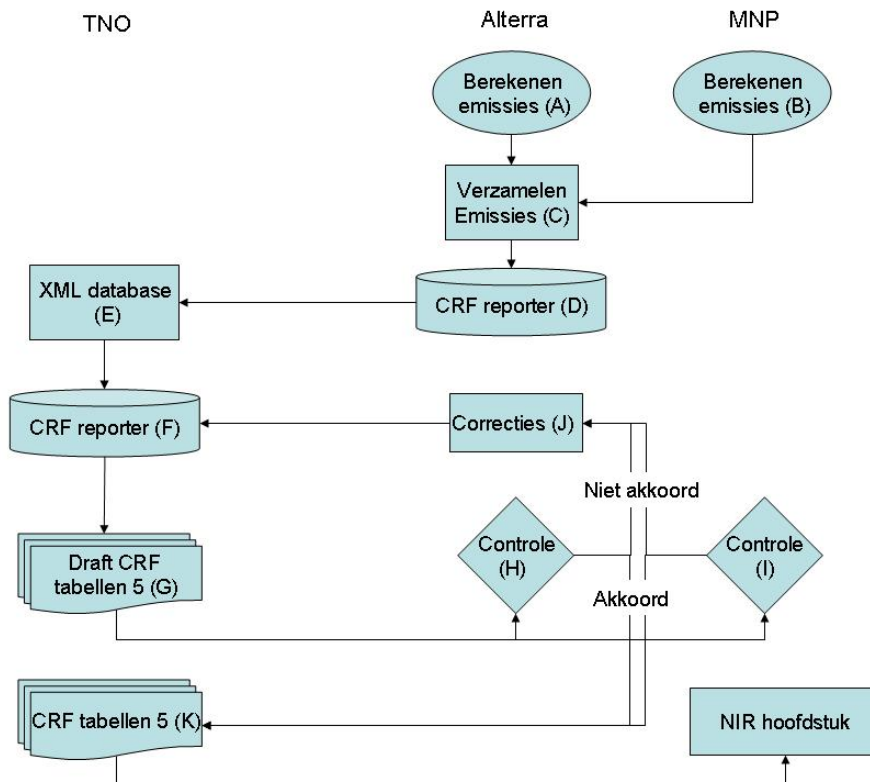 TNO
Alterra
MNP
Berekenen
emissies (A)
Berekenen
emissies (B)
Verzamelen
Emissies (C)
XML database
(E)
CRF reporter (D)
CRF reporter (F)
Correcties (J)
Niet akkoord
Draft CRF
tabellen 5 (G)
Controle
(H)
Controle
(I)
Akkoord
CRF tabellen 5 (K)
NIR hoofdstuk